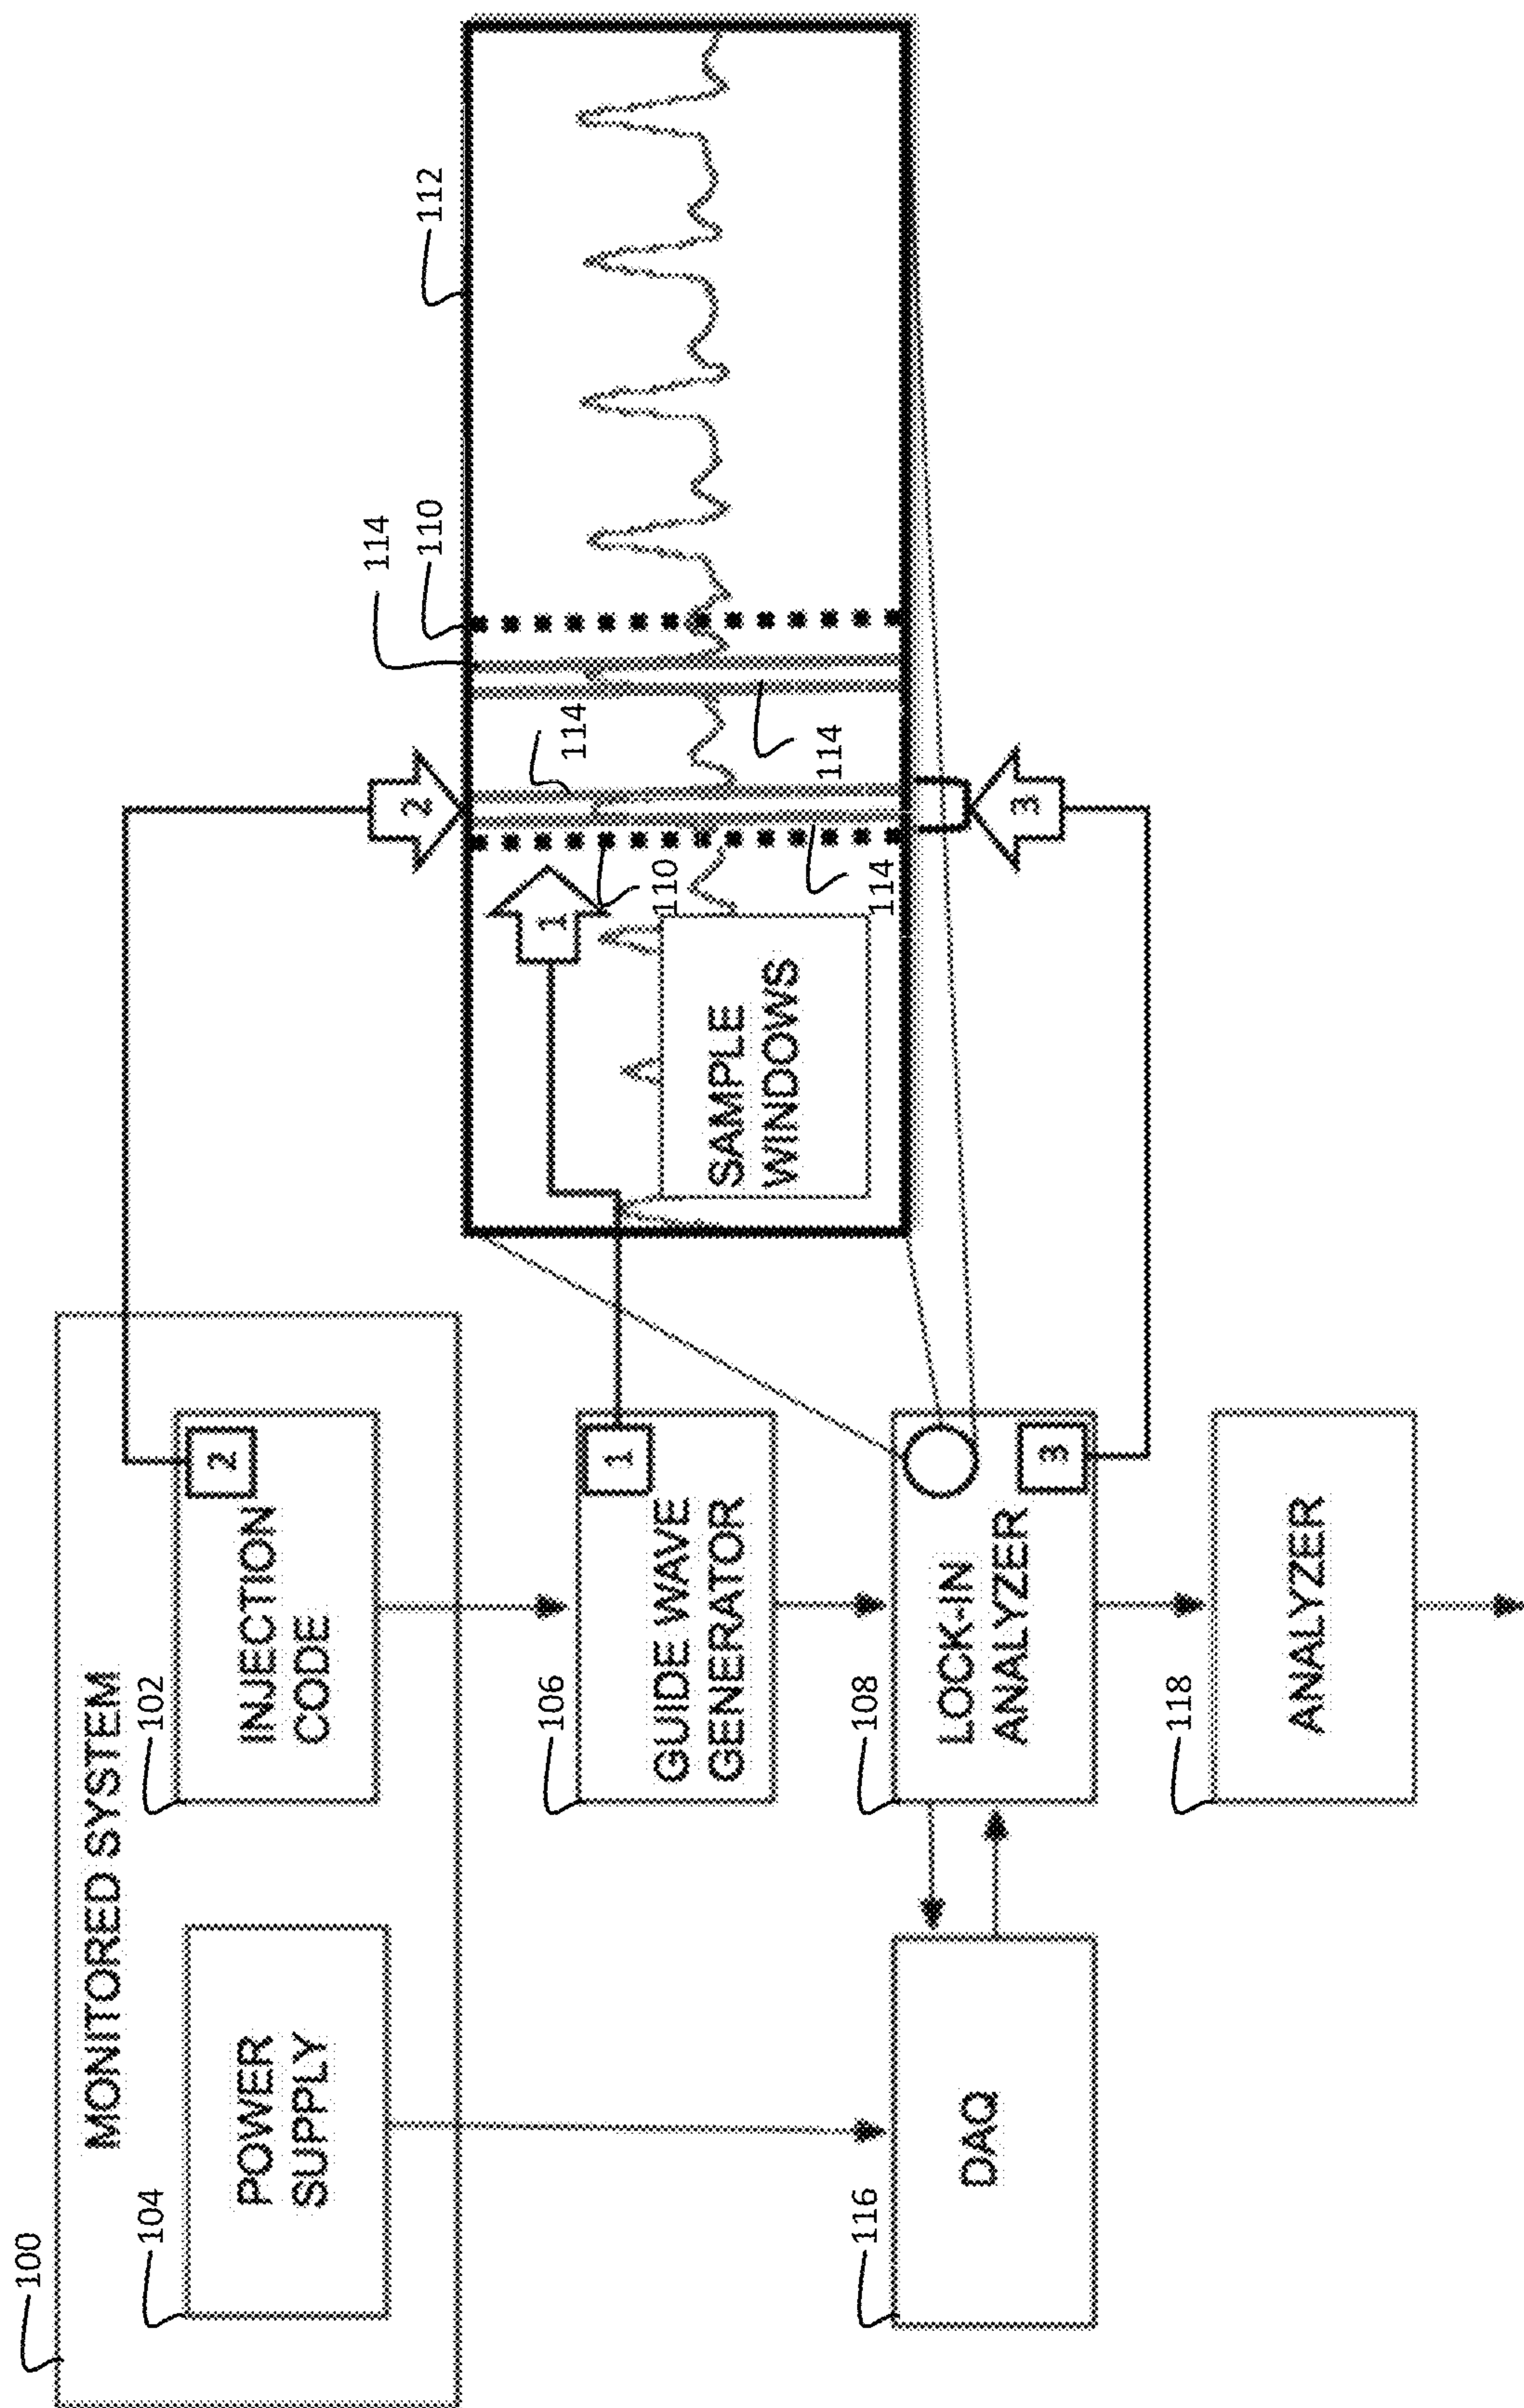 100
MONITORED SYSTEM
104
POWER
SUPPLY
102
INJECTION
CODE
2
106
GUIDE WAVE
GENERATOR
1
116
DAQ
108
LOCK-IN
ANALYZER
3
118
ANALYZER
112
114
110
2
1
110
114
114
114
SAMPLE
WINDOWS
3